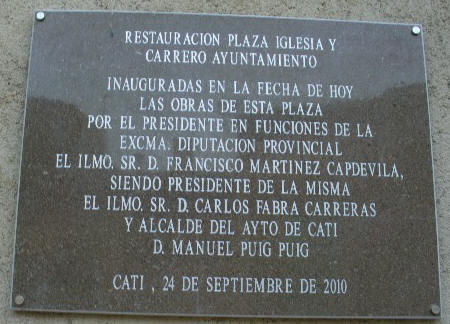 RESTAURACION PLAZA IGLESIA Y
CARRERO AYUNTAMIENTO
INAUGURADAS EN LA FECHA DE HOY
LAS OBRAS DE ESTA PLAZA
POR EL PRESIDENTE EN FUNCIONES DE LA
EXCMA. DIPUTACION PROVINCIAL
EL ILMO. SR. D. FRANCISCO MARTINEZ CAPDEVILA,
SIENDO PRESIDENTE DE LA MISMA
EL ILMO. SR. D. CARLOS FABRA CARRERAS
Y ALCALDE DEL AYTO DE CATI
D. MANUEL PUIG PUIG
CATI , 24 DE SEPTIEMBRE DE 2010